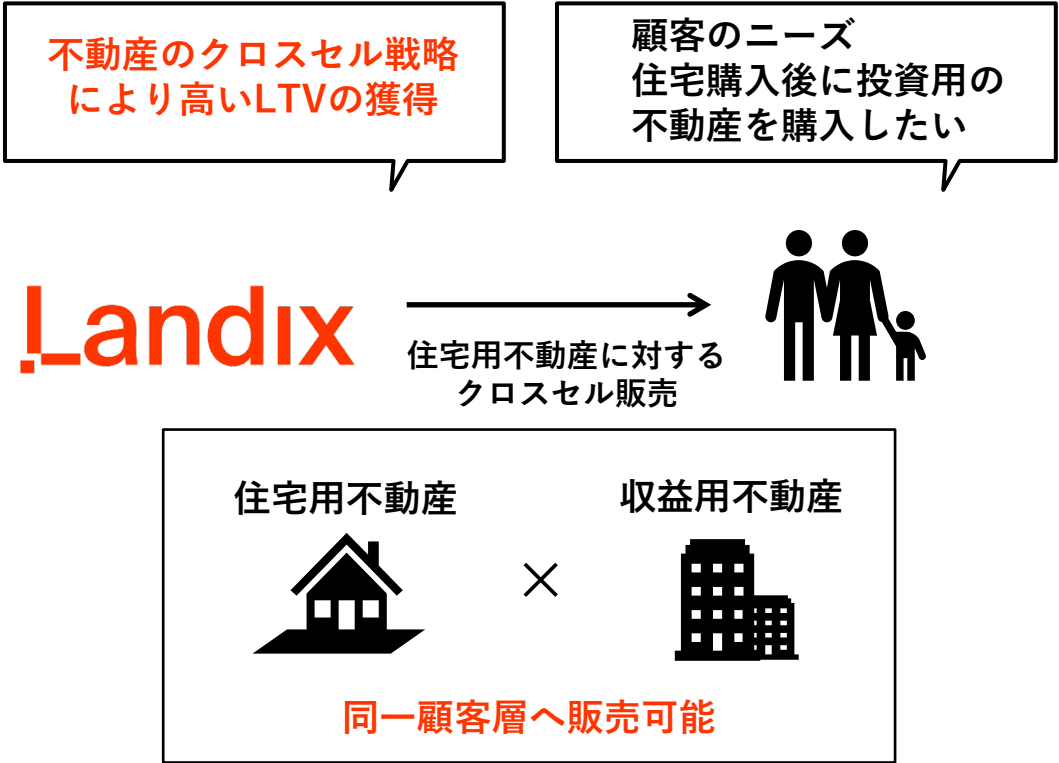 不動産のクロスセル戦略
により高いLTVの獲得
顧客のニーズ
住宅購入後に投資用の
不動産を購入したい
Landix
住宅用不動産に対する
クロスセル販売
住宅用不動産
×
収益用不動産
同一顧客層へ販売可能